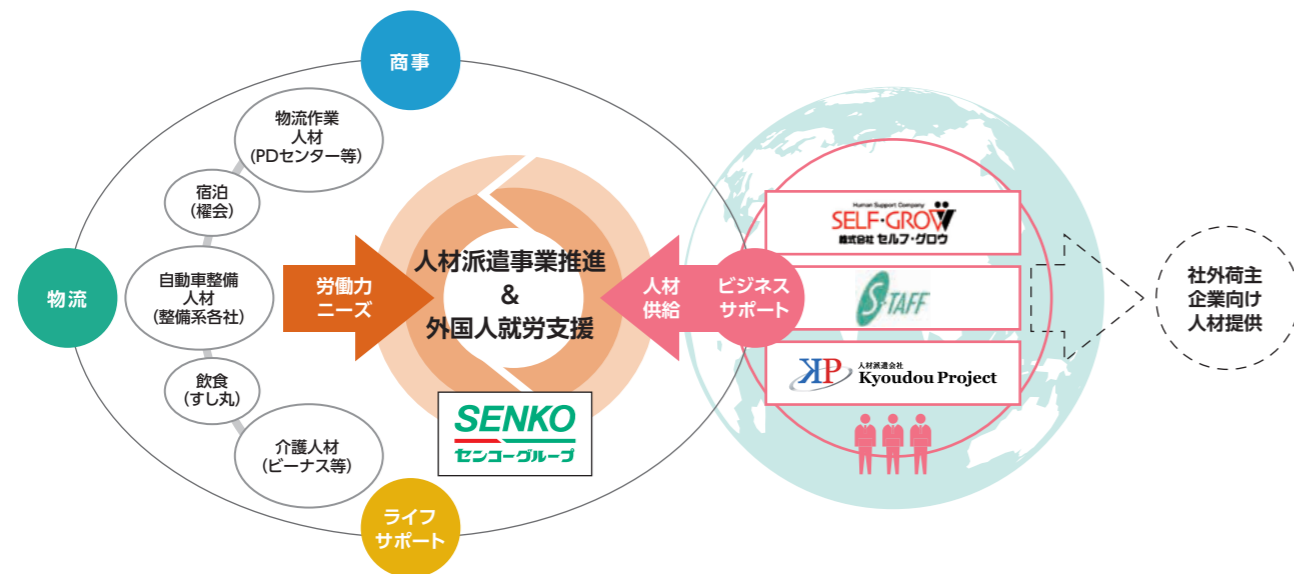 商事
物流作業
人材
(PDセンター等)
宿泊
(櫂会)
物流
自動車整備
人材
(整備系各社)
飲食
(すし丸)
介護人材
(ビーナス等)
ライフ
サポート
労働力
ニーズ
人材派遣事業推進
&
外国人就労支援
SENKO
センコーグループ
人材
供給
ビジネス
サポート
Human Support Company
SELF・GROW
株式会社 セルフ・グロウ
S-TAFF
KP
人材派遣会社
Kyoudou Project
社外荷主
企業向け
人材提供